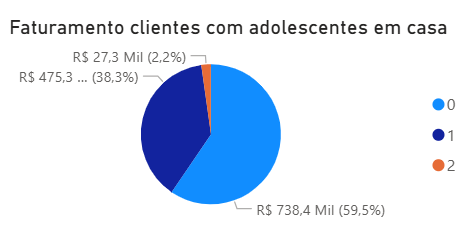 Faturamento clientes com adolescentes em casa
R$ 27,3 Mil (2,2%)
R$ 475,3 ... (38,3%)
R$ 738,4 Mil (59,5%)
0
1
2